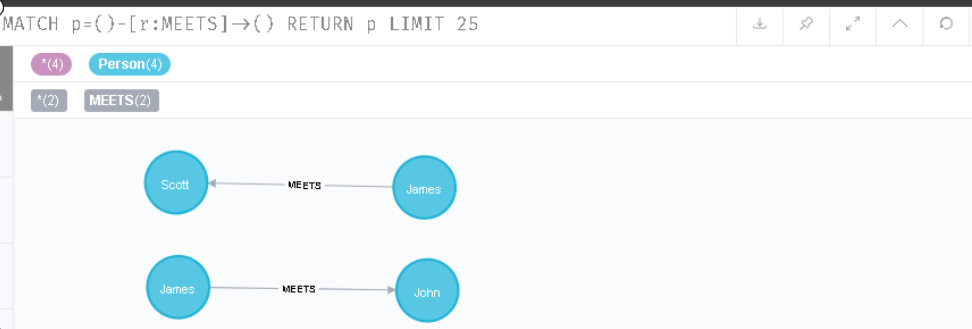 MATCH p=()-[r:MEETS]->() RETURN p LIMIT 25
*(4) Person(4)
*(2) MEETS(2)
Scott MEETS James
James MEETS John